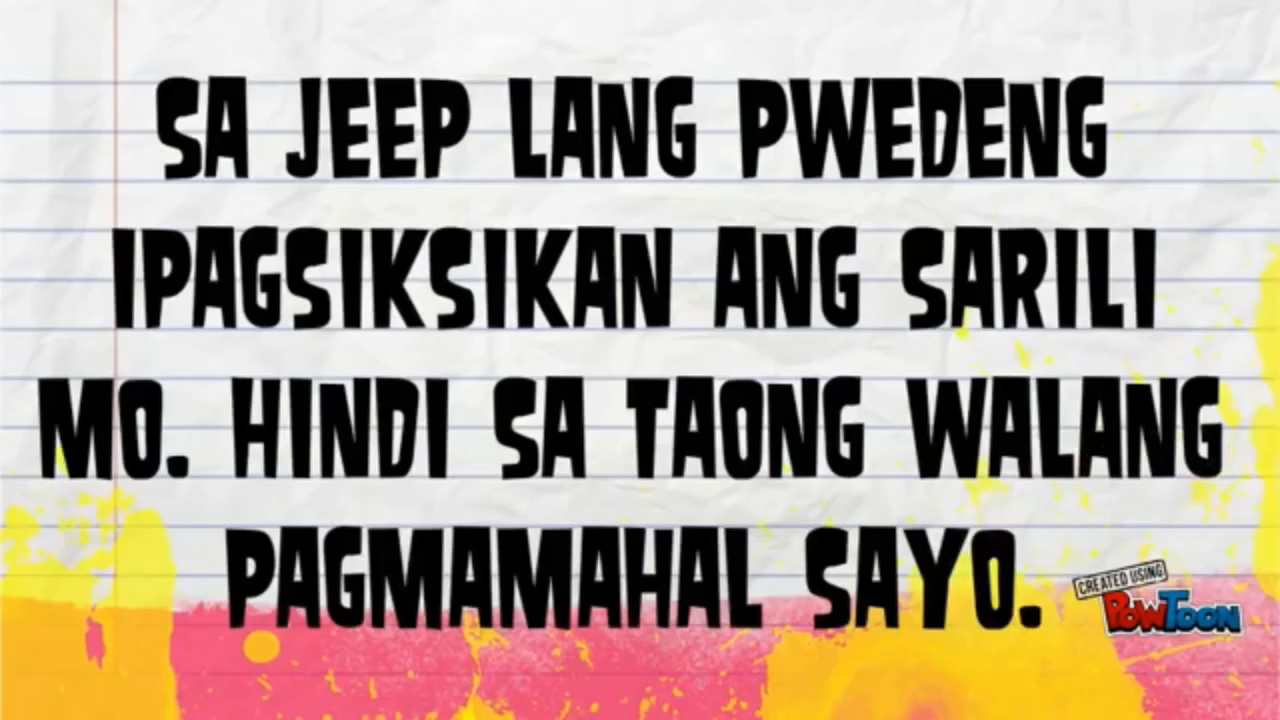 SA JEEP LANG PWEDENG
IPAGSIKSIKAN ANG SARILI
MO. HINDI SA TAONG WALANG
PAGMAMAHAL SAYO.
CREATED USING
POWTOON